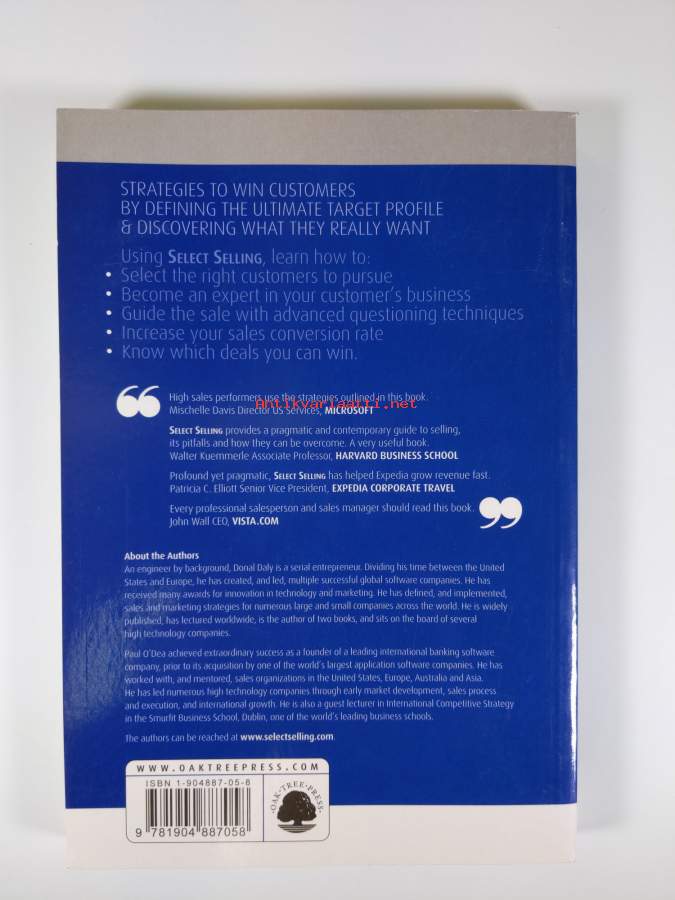 STRATEGIES TO WIN CUSTOMERS
BY DEFINING THE ULTIMATE TARGET PROFILE
& DISCOVERING WHAT THEY REALLY WANT
Using SELECT SELLING, learn how to:
• Select the right customers to pursue
• Become an expert in your customer's business
• Guide the sale with advanced questioning techniques
• Increase your sales conversion rate
• Know which deals you can win.
“
High sales performers use the strategies outlined in this book.
Antikvariaatti.net
Mischelle Davis Director US Services, MICROSOFT
SELECT SELLING provides a pragmatic and contemporary guide to selling,
its pitfalls and how they can be overcome. A very useful book.
Walter Kuemmerle Associate Professor, HARVARD BUSINESS SCHOOL
Profound yet pragmatic, SELECT SELLING has helped Expedia grow revenue fast.
Patricia C. Elliott Senior Vice President, EXPEDIA CORPORATE TRAVEL
Every professional salesperson and sales manager should read this book.
John Wall CEO, VISTA.COM
”
About the Authors
An engineer by background, Donal Daly is a serial entrepreneur. Dividing his time between the United
States and Europe, he has created, and led, multiple successful global software companies. He has
received many awards for innovation in technology and marketing. He has defined, and implemented,
sales and marketing strategies for numerous large and small companies across the world. He is widely
published, has lectured worldwide, is the author of two books, and sits on the board of several
high technology companies.
Paul O'Dea achieved extraordinary success as a founder of a leading international banking software
company, prior to its acquisition by one of the world's largest application software companies. He has
worked with, and mentored, sales organizations in the United States, Europe, Australia and Asia.
He has led numerous high technology companies through early market development, sales process
and execution, and international growth. He is also a guest lecturer in International Competitive Strategy
in the Smurfit Business School, Dublin, one of the world's leading business schools.
The authors can be reached at www.selectselling.com.
WWW.OAKTREEPRESS.COM
ISBN 1-904887-05-8
9 781904 887058
·OAK·TREE·PRESS·